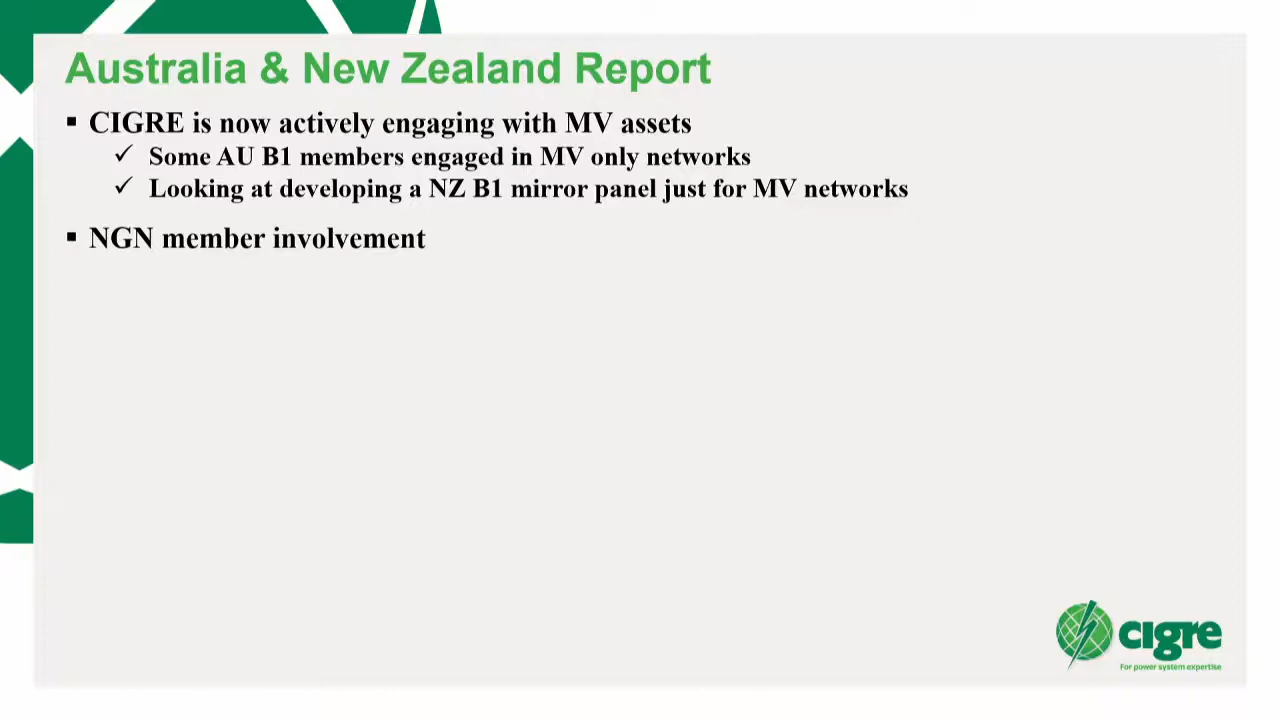 Australia & New Zealand Report
▪ CIGRE is now actively engaging with MV assets
✓ Some AU B1 members engaged in MV only networks
✓ Looking at developing a NZ B1 mirror panel just for MV networks
▪ NGN member involvement
cigre
For power system expertise